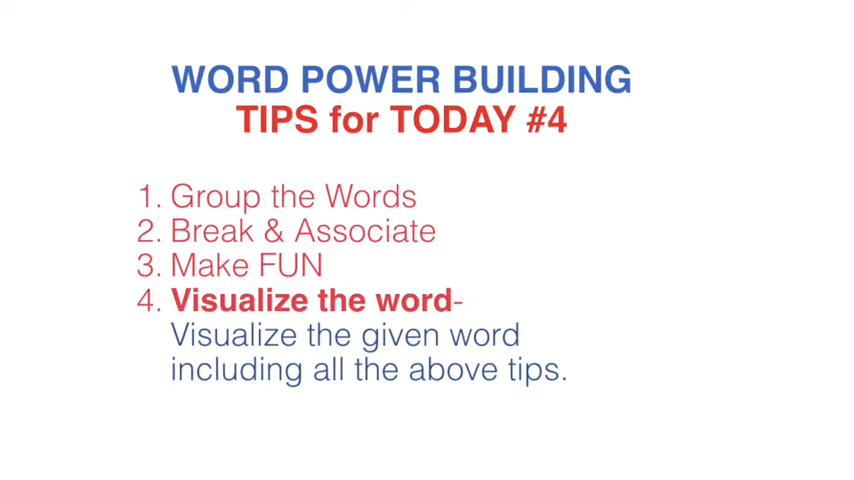 WORD POWER BUILDING
TIPS for TODAY #4
1. Group the Words
2. Break & Associate
3. Make FUN
4. Visualize the word-
Visualize the given word
including all the above tips.